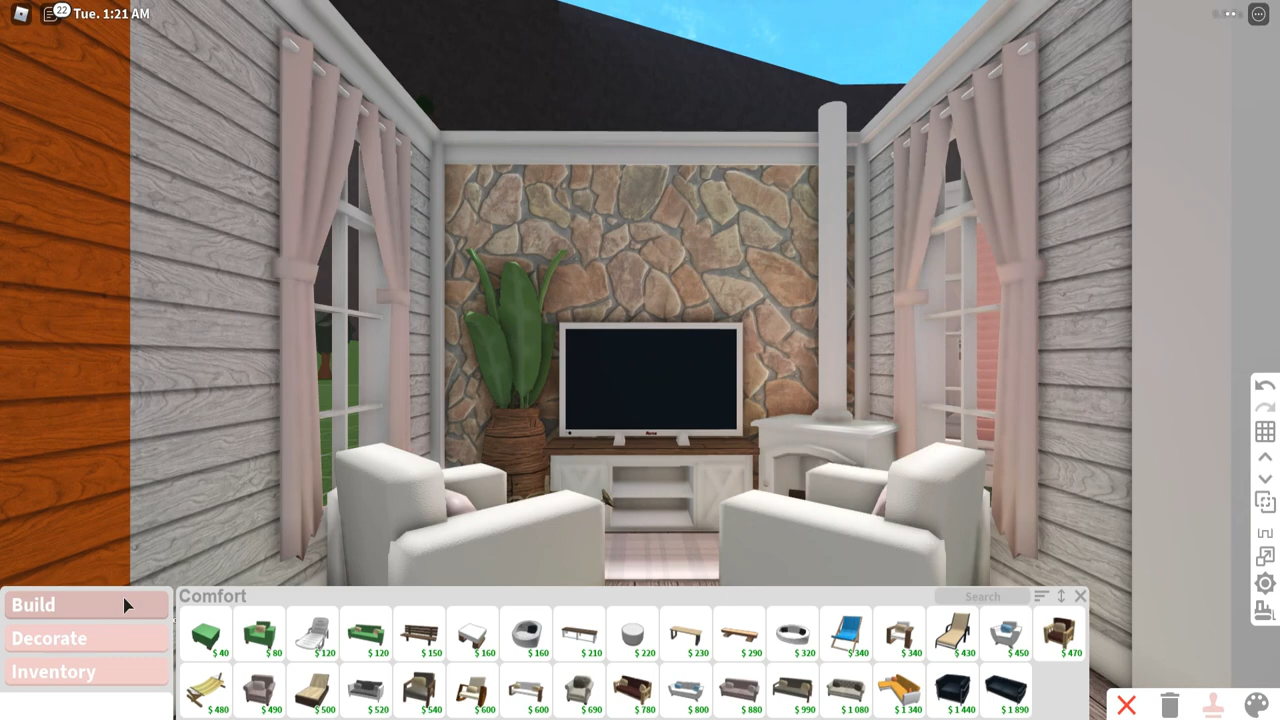 22 Tue. 1:21 AM
Build
Decorate
Inventory
Comfort
Search
$ 40
$ 80
$ 120
$ 120
$ 150
$ 160
$ 160
$ 210
$ 220
$ 230
$ 290
$ 320
$ 340
$ 340
$ 430
$ 450
$ 470
$ 480
$ 490
$ 500
$ 520
$ 540
$ 600
$ 600
$ 690
$ 780
$ 800
$ 880
$ 990
$ 1 080
$ 1 340
$ 1 440
$ 1 890